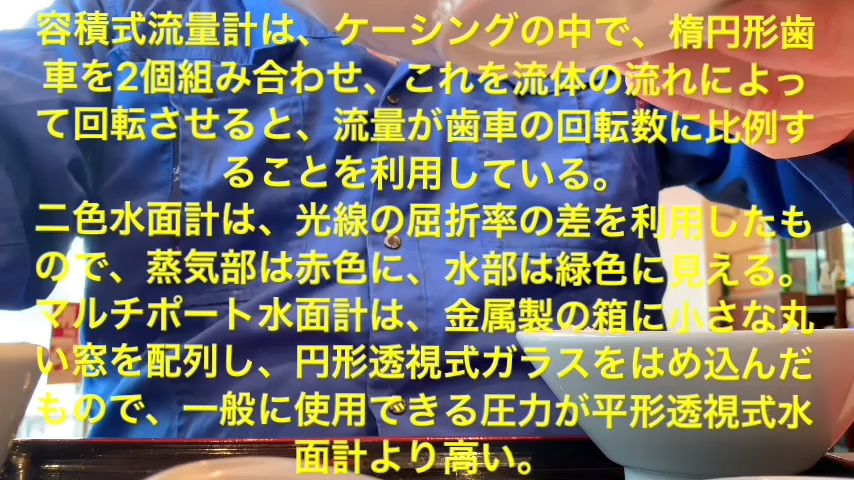 容積式流量計は、ケーシングの中で、楕円形歯
車を2個組み合わせ、これを流体の流れによっ
て回転させると、流量が歯車の回転数に比例す
ることを利用している。
二色水面計は、光線の屈折率の差を利用したも
ので、蒸気部は赤色に、水部は緑色に見える。
マルチポート水面計は、金属製の箱に小さな丸
い窓を配列し、円形透視式ガラスをはめ込んだ
もので、一般に使用できる圧力が平形透視式水
面計より高い。